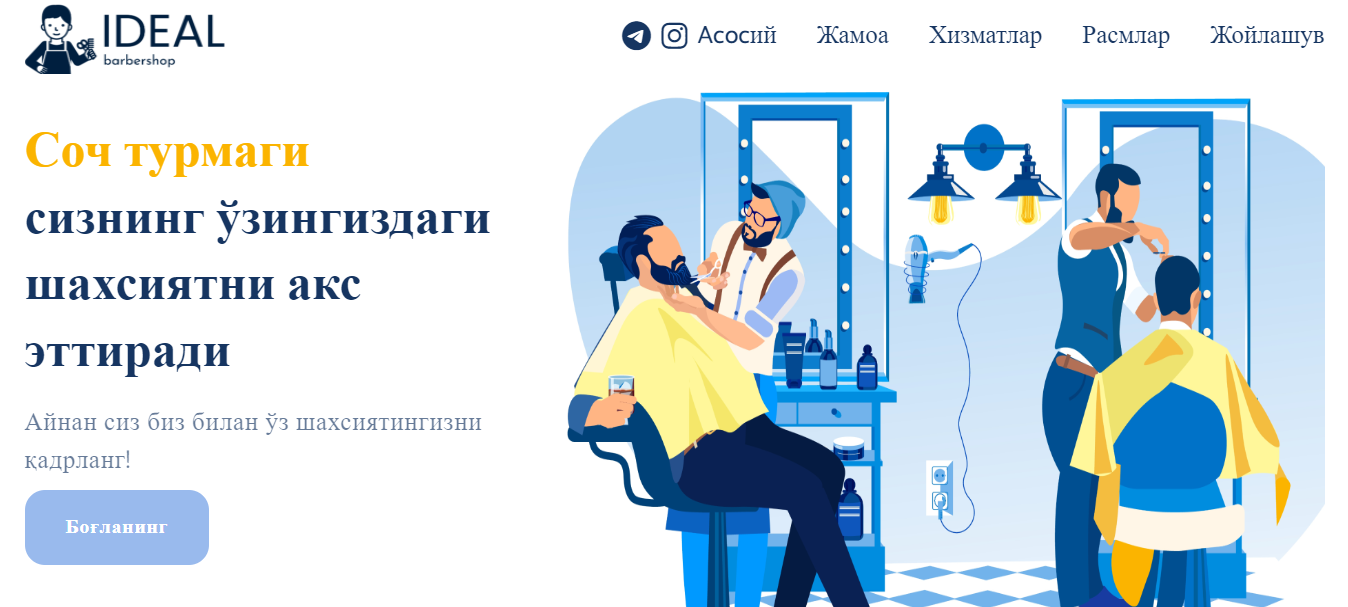 IDEAL
barbershop
Асосий Жамоа Хизматлар Расмлар Жойлашув
Соч турмаги
сизнинг ўзингиздаги
шахсиятни акс
эттиради
Айнан сиз биз билан ўз шахсиятингизни
қадрланг!
Боғланинг